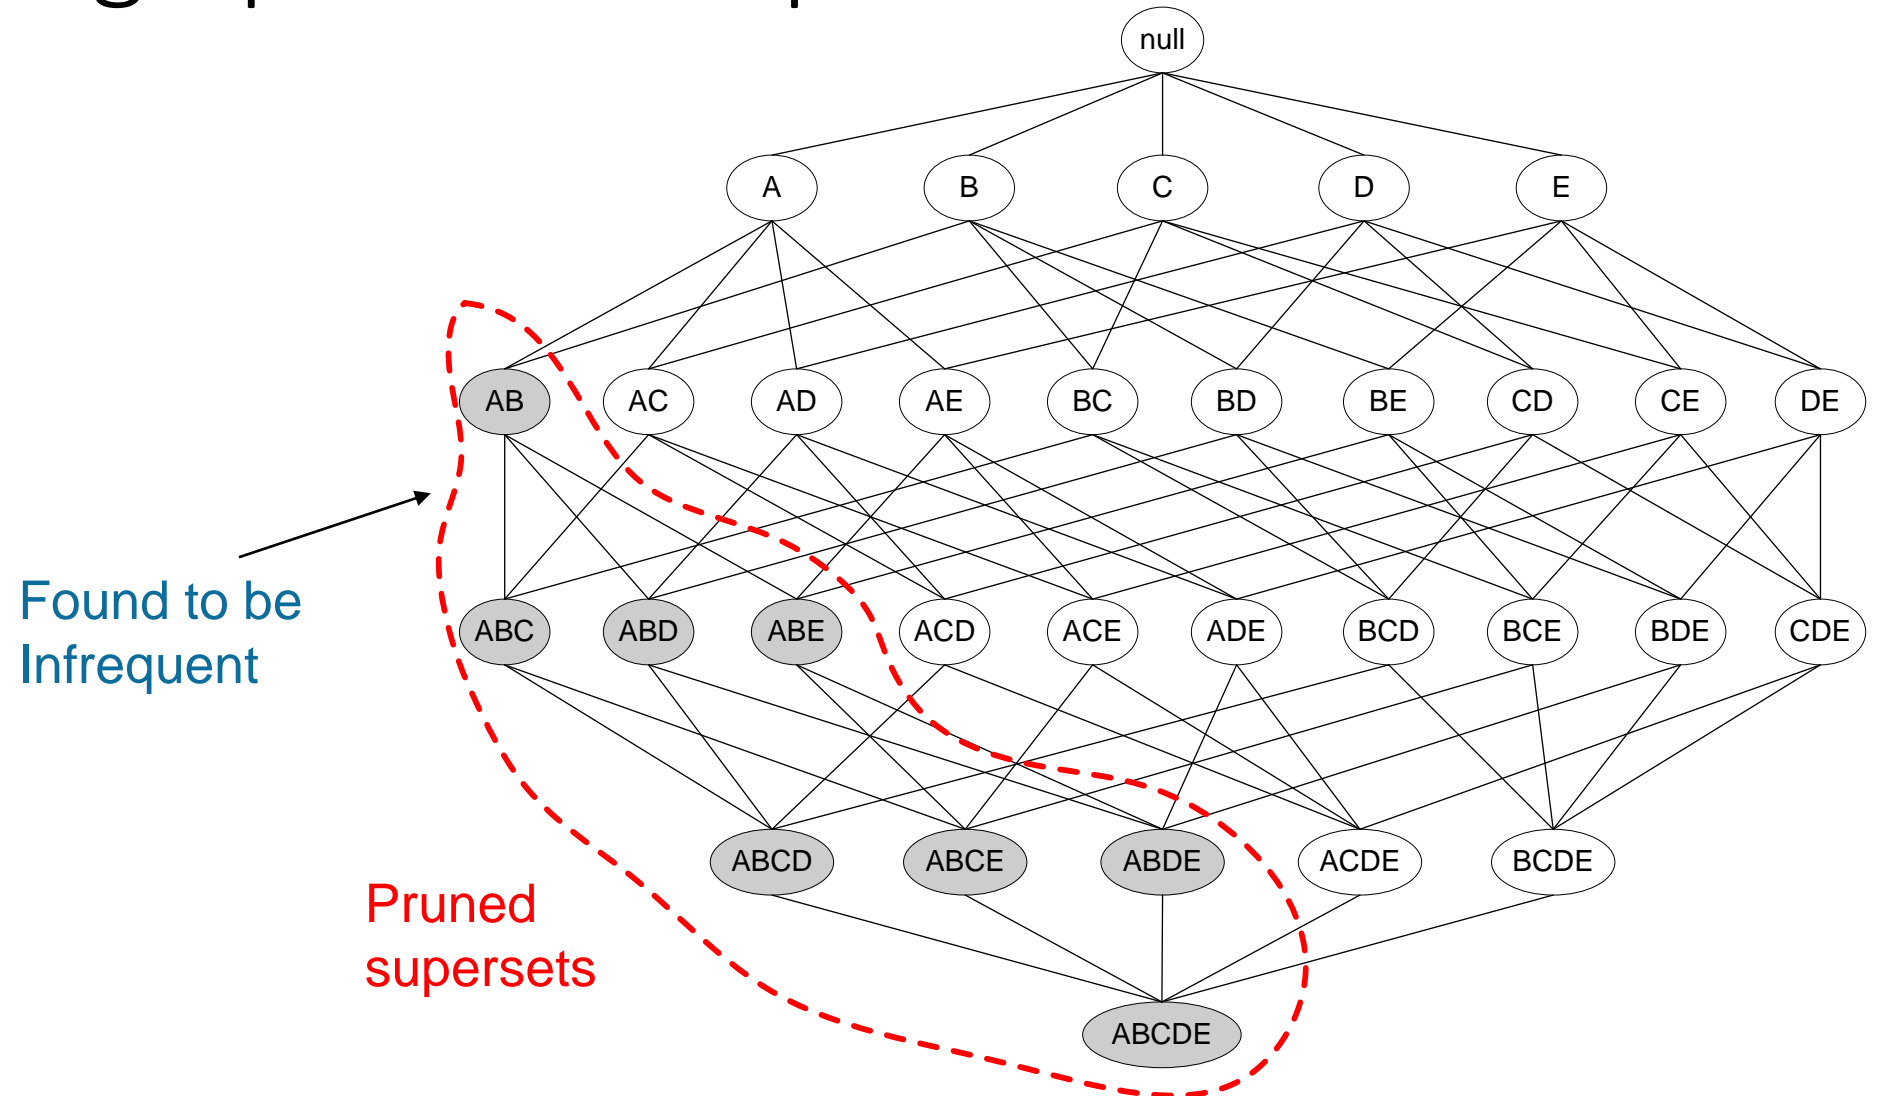 null
A B C D E
AB AC AD AE BC BD BE CD CE DE
Found to be
Infrequent
ABC ABD ABE ACD ACE ADE BCD BCE BDE CDE
ABCD ABCE ABDE ACDE BCDE
Pruned
supersets
ABCDE